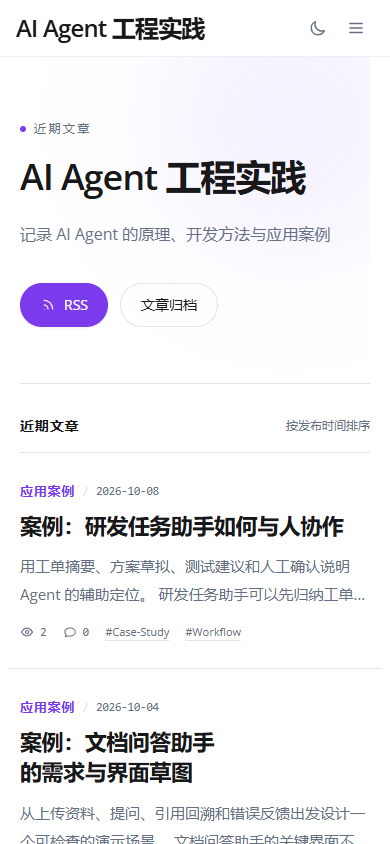 AI Agent 工程实践
近期文章
AI Agent 工程实践
记录 AI Agent 的原理、开发方法与应用案例
RSS
文章归档
近期文章
按发布时间排序
应用案例 / 2026-10-08
案例：研发任务助手如何与人协作
用工单摘要、方案草拟、测试建议和人工确认说明
Agent 的辅助定位。 研发任务助手可以先归纳工单...
2 0 #Case-Study #Workflow
应用案例 / 2026-10-04
案例：文档问答助手
的需求与界面草图
从上传资料、提问、引用回溯和错误反馈出发设计一
个可检查的演示场景。 文档问答助手的关键界面不